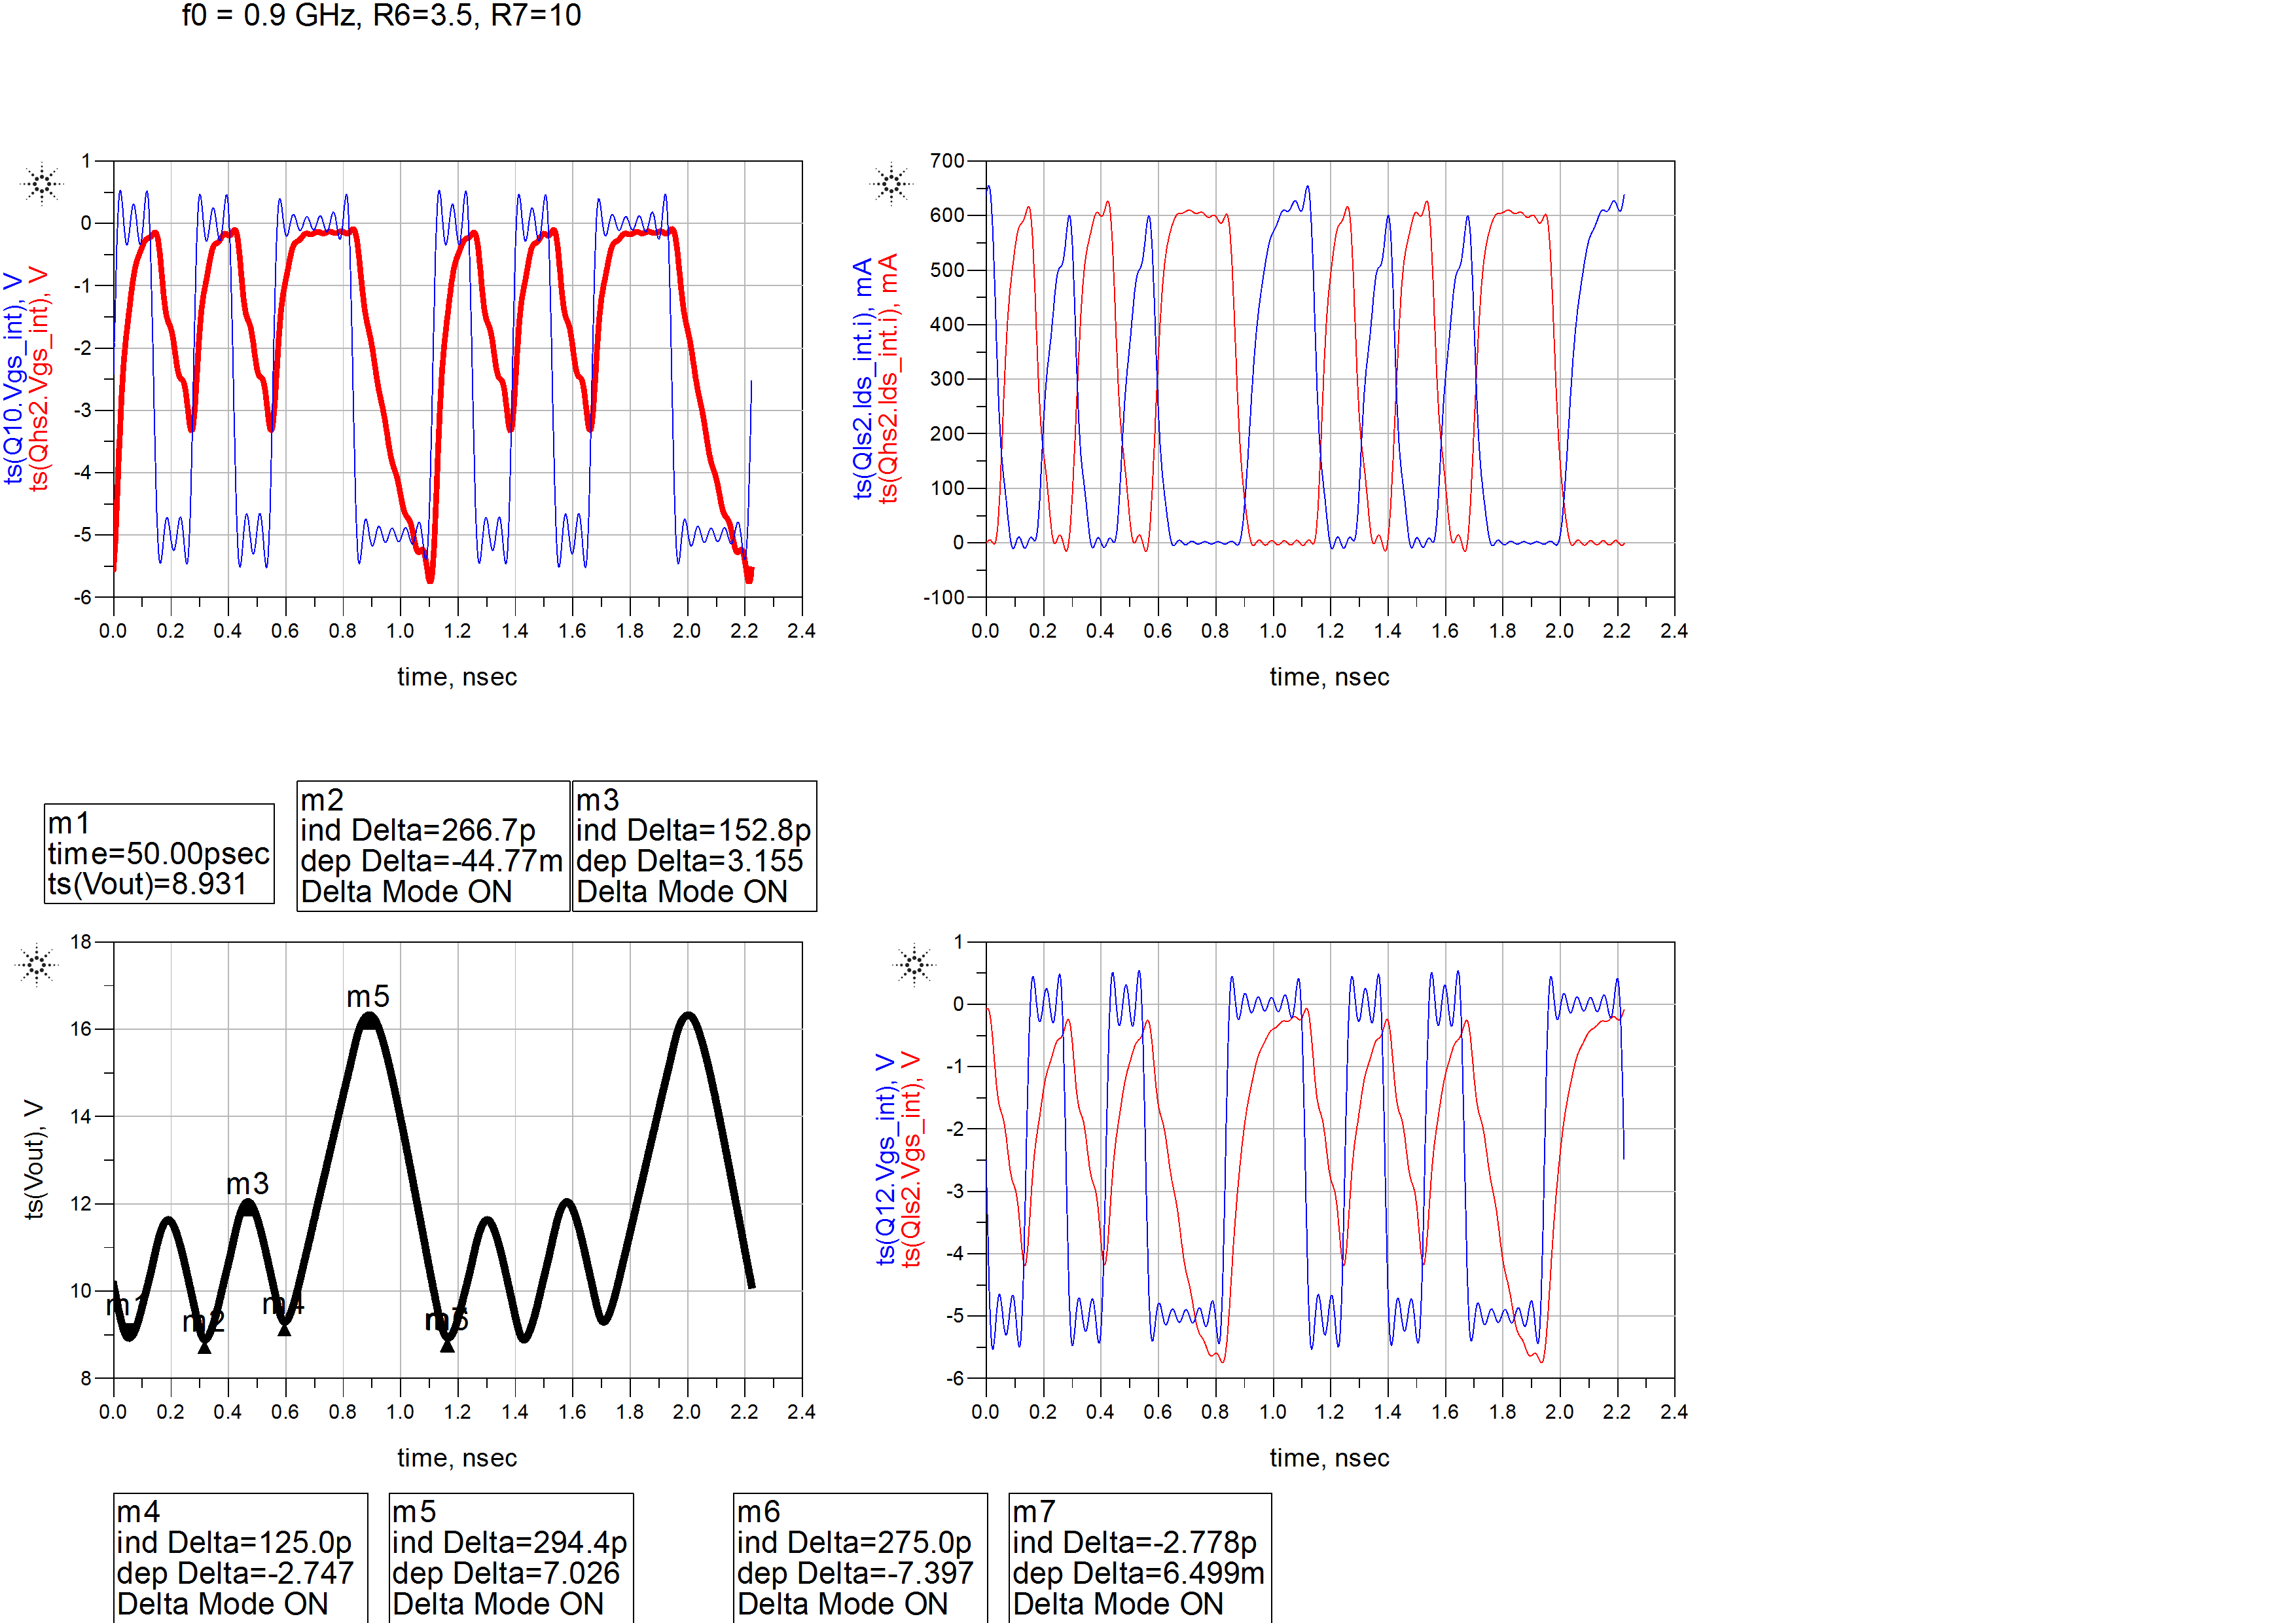 f0 = 0.9 GHz, R6=3.5, R7=10
ts(Q10.Vgs_int), V
ts(Qhs2.Vgs_int), V
1
0
-1
-2
-3
-4
-5
-6
0.0 0.2 0.4 0.6 0.8 1.0 1.2 1.4 1.6 1.8 2.0 2.2 2.4
time, nsec
ts(Qls2.Ids_int.i), mA
ts(Qhs2.Ids_int.i), mA
700
600
500
400
300
200
100
0
-100
0.0 0.2 0.4 0.6 0.8 1.0 1.2 1.4 1.6 1.8 2.0 2.2 2.4
time, nsec
m1
time=50.00psec
ts(Vout)=8.931
m2
ind Delta=266.7p
dep Delta=-44.77m
Delta Mode ON
m3
ind Delta=152.8p
dep Delta=3.155
Delta Mode ON
ts(Vout), V
18
16
14
12
10
8
m1
m2
m3
m4
m5
0.0 0.2 0.4 0.6 0.8 1.0 1.2 1.4 1.6 1.8 2.0 2.2 2.4
time, nsec
ts(Q12.Vgs_int), V
ts(Qls2.Vgs_int), V
1
0
-1
-2
-3
-4
-5
-6
0.0 0.2 0.4 0.6 0.8 1.0 1.2 1.4 1.6 1.8 2.0 2.2 2.4
time, nsec
m4
ind Delta=125.0p
dep Delta=-2.747
Delta Mode ON
m5
ind Delta=294.4p
dep Delta=7.026
Delta Mode ON
m6
ind Delta=275.0p
dep Delta=-7.397
Delta Mode ON
m7
ind Delta=-2.778p
dep Delta=6.499m
Delta Mode ON